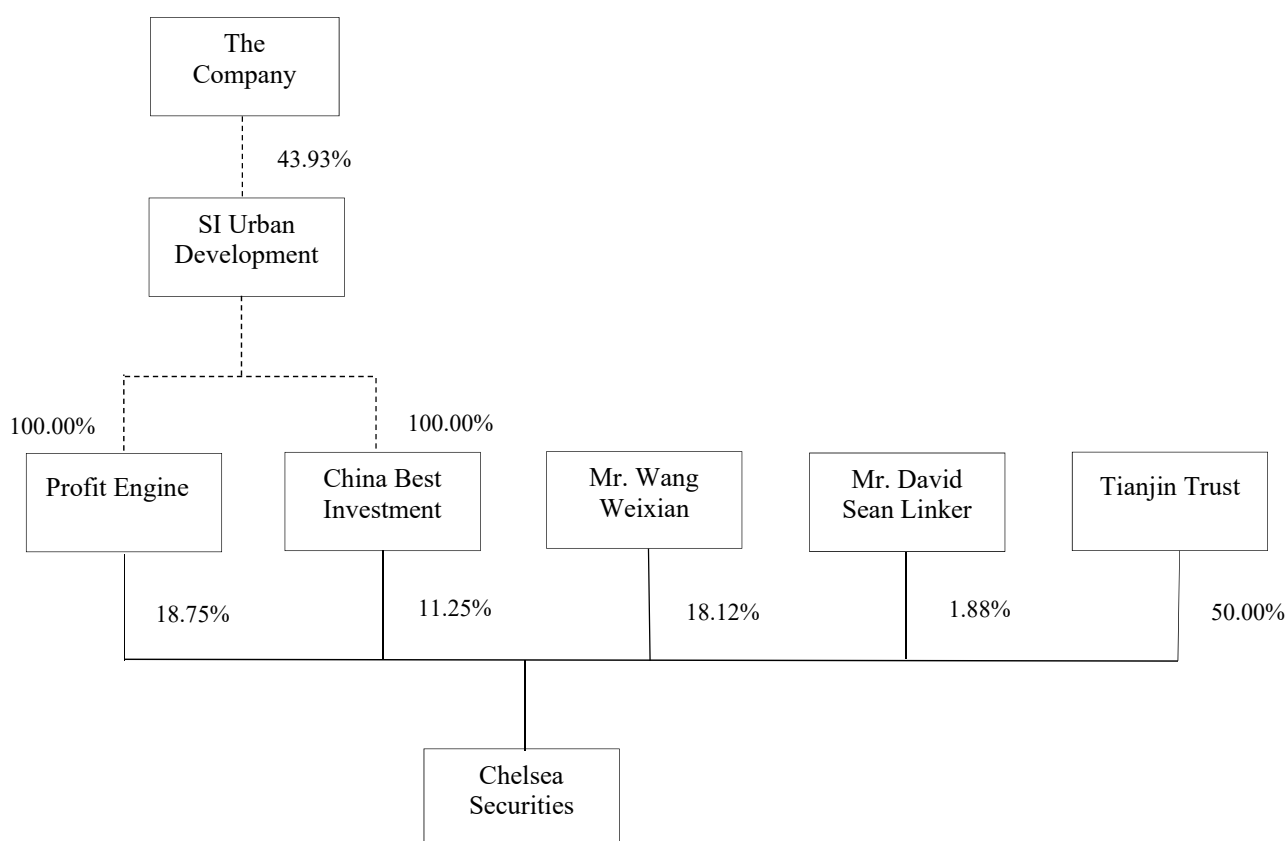 The
Company
43.93%
SI Urban
Development
100.00%
100.00%
Profit Engine
China Best
Investment
Mr. Wang
Weixian
Mr. David
Sean Linker
Tianjin Trust
18.75%
11.25%
18.12%
1.88%
50.00%
Chelsea
Securities